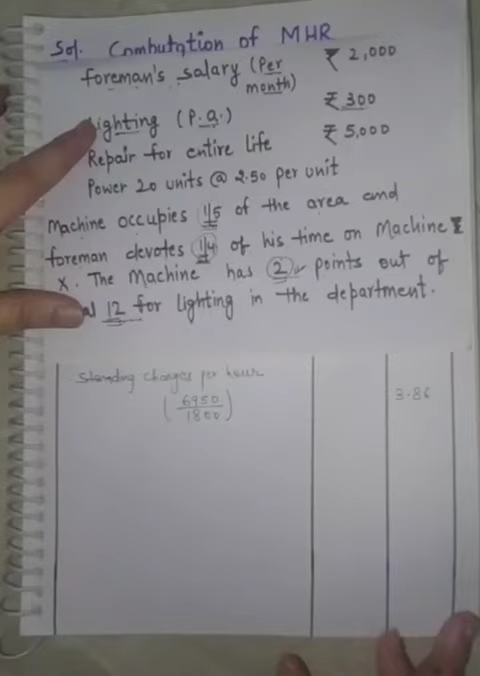 Sol. Computation of MHR
foreman's salary (Per month) ₹ 2,000
Lighting (P.a.) ₹ 300
Repair for entire life ₹ 5,000
Power 20 units @ 2.50 per unit
Machine occupies 1/5 of the area and
foreman devotes 1/4 of his time on Machine
X. The Machine has 2 points out of
12 for lighting in the department.
Standing charges per hour
(6950/1800) 3.86